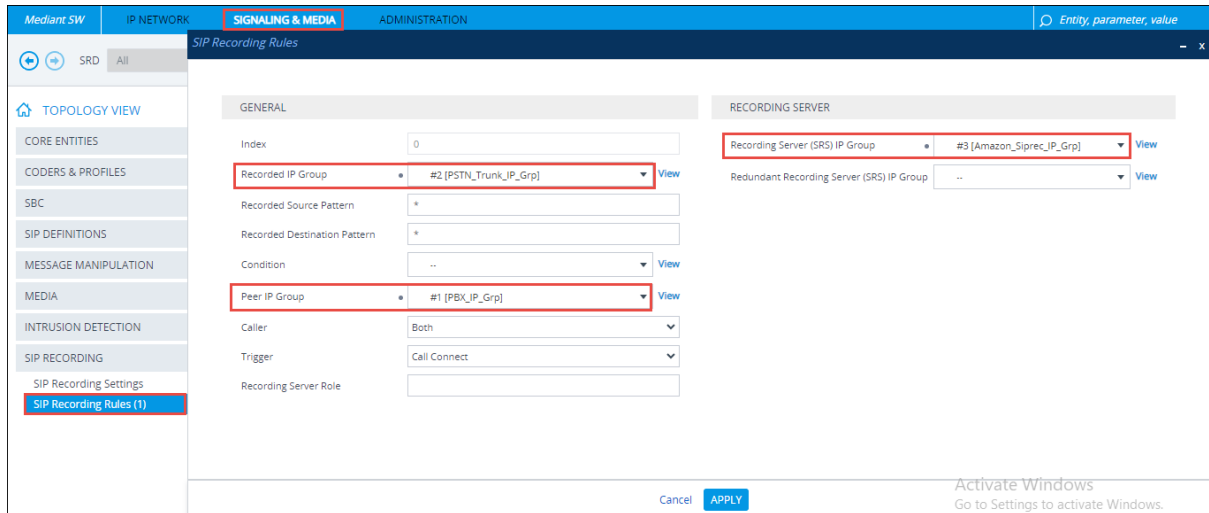 Mediant SW IP NETWORK SIGNALING & MEDIA ADMINISTRATION Entity, parameter, value
SRD All
SIP Recording Rules – x
TOPOLOGY VIEW
CORE ENTITIES
CODERS & PROFILES
SBC
SIP DEFINITIONS
MESSAGE MANIPULATION
MEDIA
INTRUSION DETECTION
SIP RECORDING
SIP Recording Settings
SIP Recording Rules (1)
GENERAL
Index 0
Recorded IP Group #2 [PSTN_Trunk_IP_Grp] View
Recorded Source Pattern *
Recorded Destination Pattern *
Condition -- View
Peer IP Group #1 [PBX_IP_Grp] View
Caller Both
Trigger Call Connect
Recording Server Role
RECORDING SERVER
Recording Server (SRS) IP Group #3 [Amazon_Siprec_IP_Grp] View
Redundant Recording Server (SRS) IP Group -- View
Cancel APPLY
Activate Windows
Go to Settings to activate Windows.